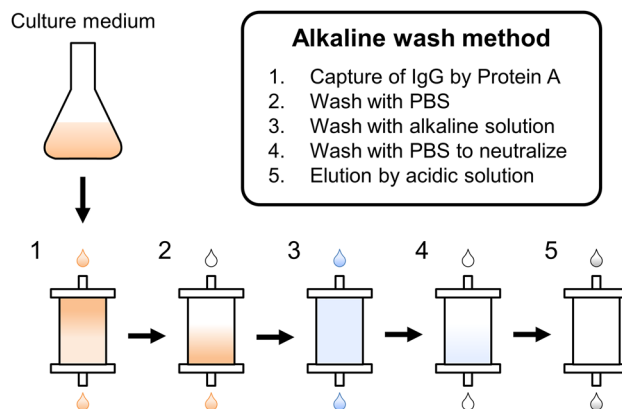 Culture medium
Alkaline wash method
1. Capture of IgG by Protein A
2. Wash with PBS
3. Wash with alkaline solution
4. Wash with PBS to neutralize
5. Elution by acidic solution
1 2 3 4 5